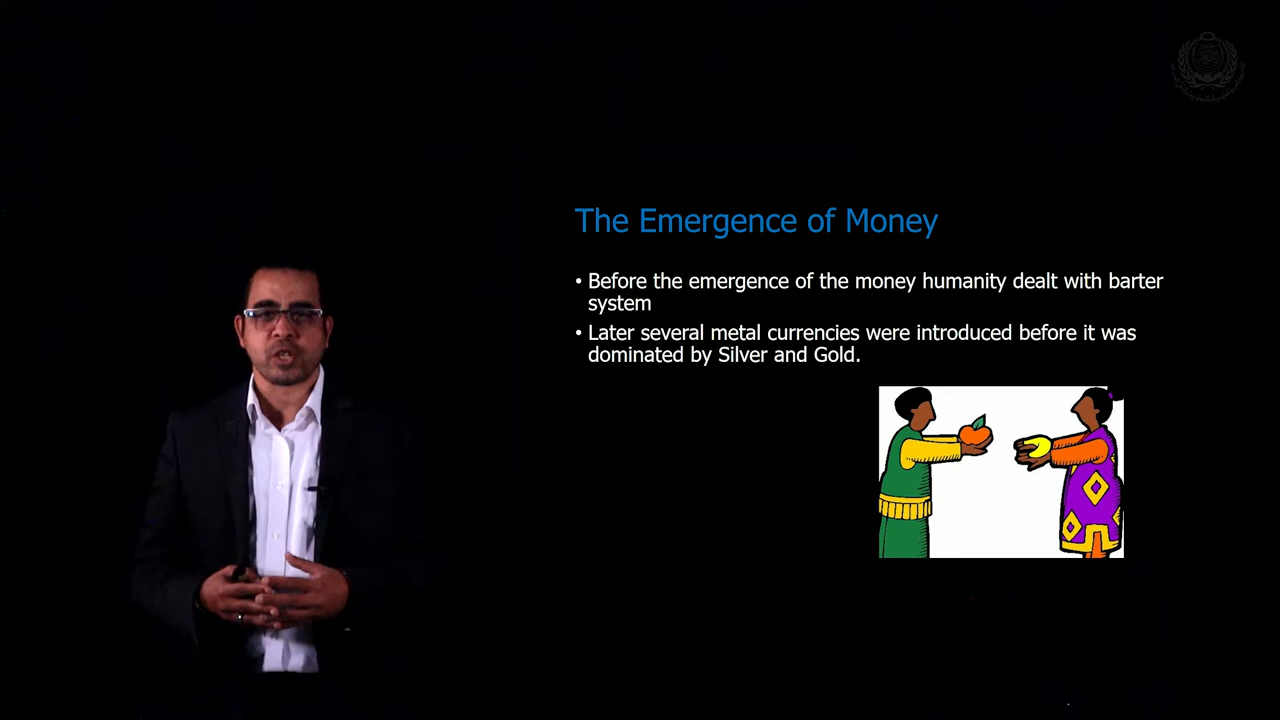 The Emergence of Money
• Before the emergence of the money humanity dealt with barter
system
• Later several metal currencies were introduced before it was
dominated by Silver and Gold.